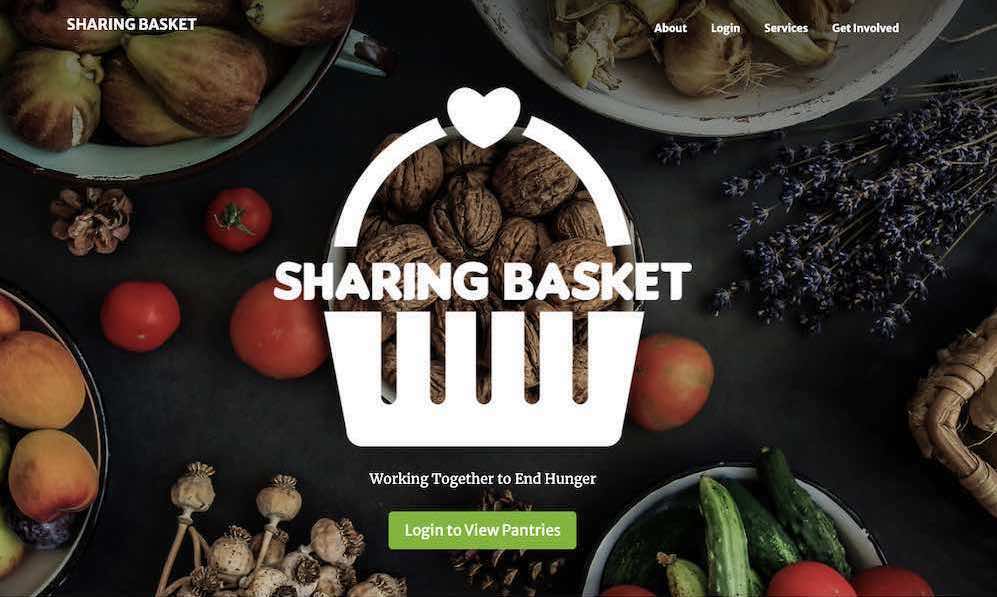 SHARING BASKET
About
Login
Services
Get Involved
SHARING BASKET
Working Together to End Hunger
Login to View Pantries